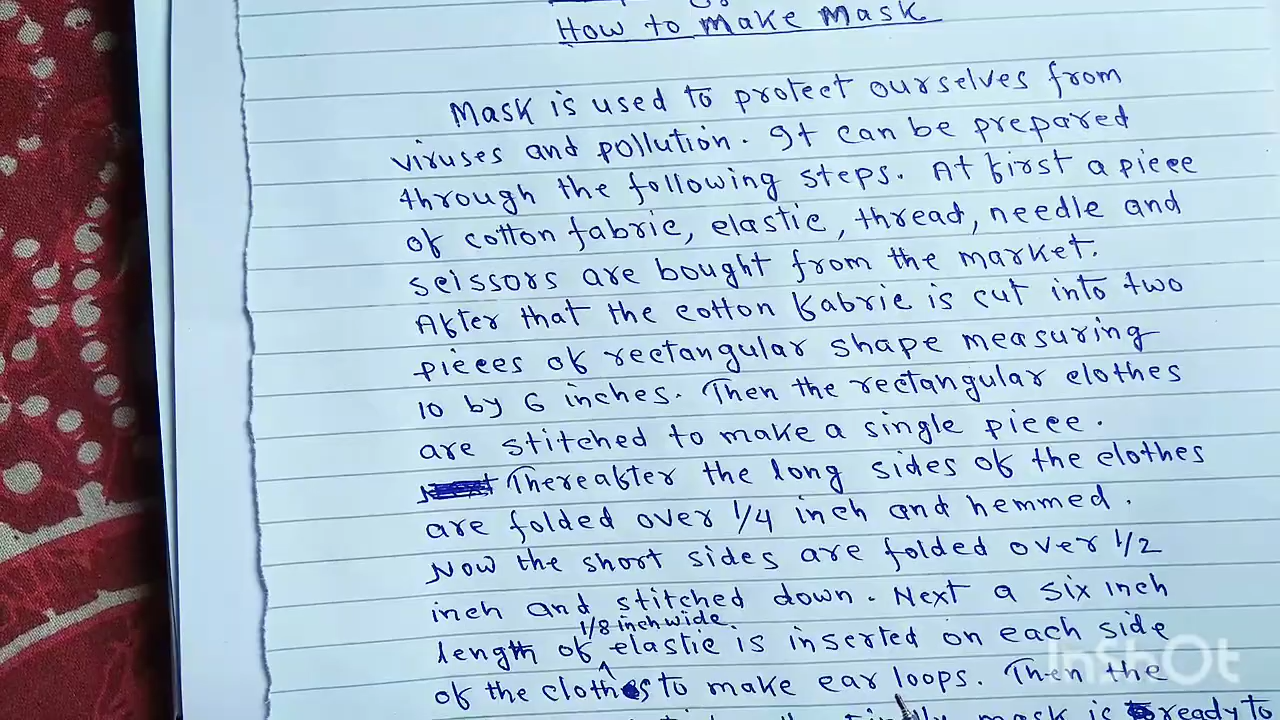 How to Make Mask
Mask is used to protect ourselves from
viruses and pollution. It can be prepared
through the following steps. At first a piece
of cotton fabric, elastic, thread, needle and
scissors are bought from the market.
After that the cotton fabric is cut into two
pieces of rectangular shape measuring
10 by 6 inches. Then the rectangular clothes
are stitched to make a single piece.
Thereafter the long sides of the clothes
are folded over 1/4 inch and hemmed.
Now the short sides are folded over 1/2
inch and stitched down. Next a six inch
1/8 inch wide
length of elastic is inserted on each side
of the cloths to make ear loops. Then the
mask is ready to
InShOt